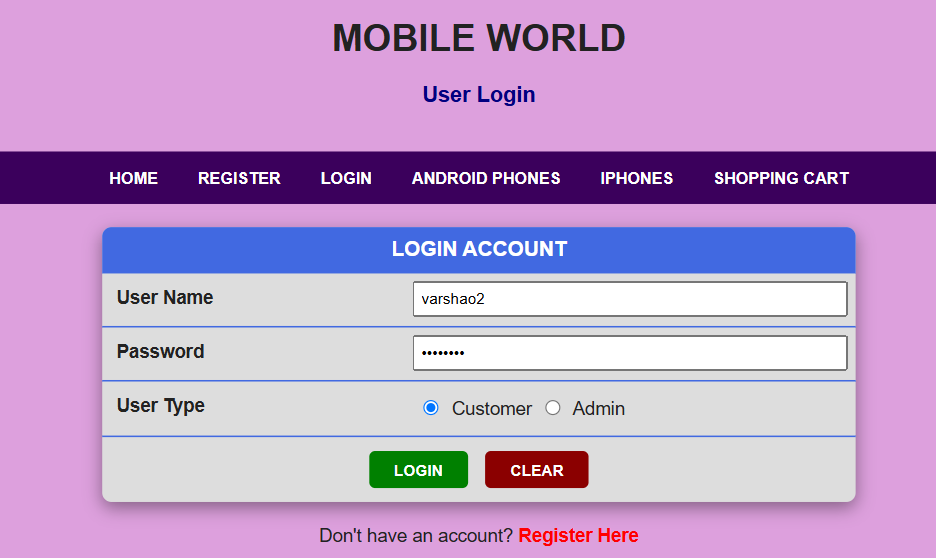 MOBILE WORLD
User Login
HOME REGISTER LOGIN ANDROID PHONES IPHONES SHOPPING CART
LOGIN ACCOUNT
User Name varshao2
Password ••••••••
User Type Customer Admin
LOGIN CLEAR
Don't have an account? Register Here